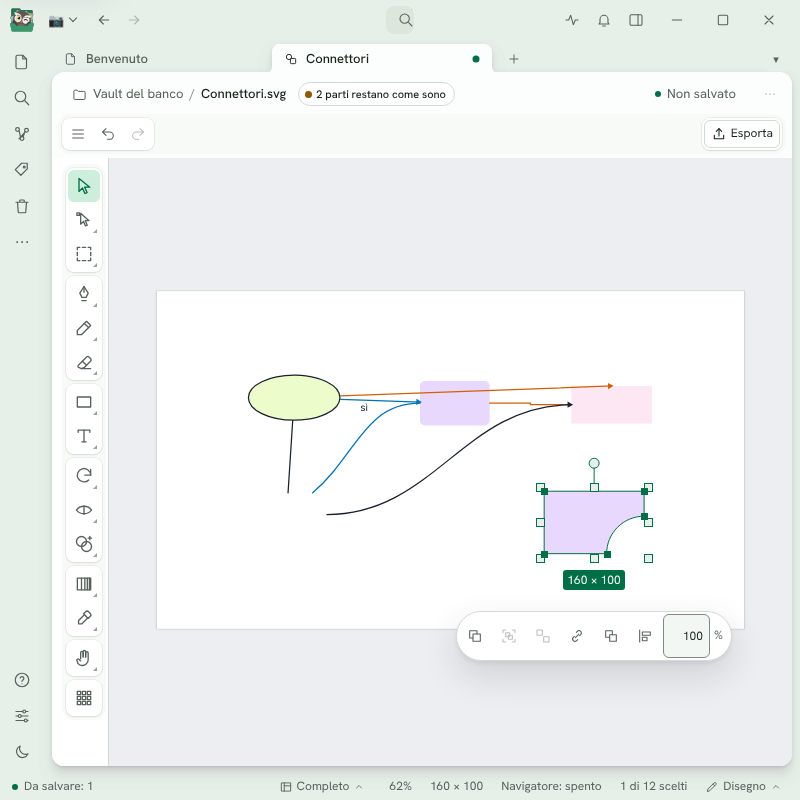 Benvenuto
Connettori
Vault del banco / Connettori.svg
2 parti restano come sono
Non salvato
Esporta
sì
160 × 100
100 %
Da salvare: 1
Completo
62%
160 × 100
Navigatore: spento
1 di 12 scelti
Disegno